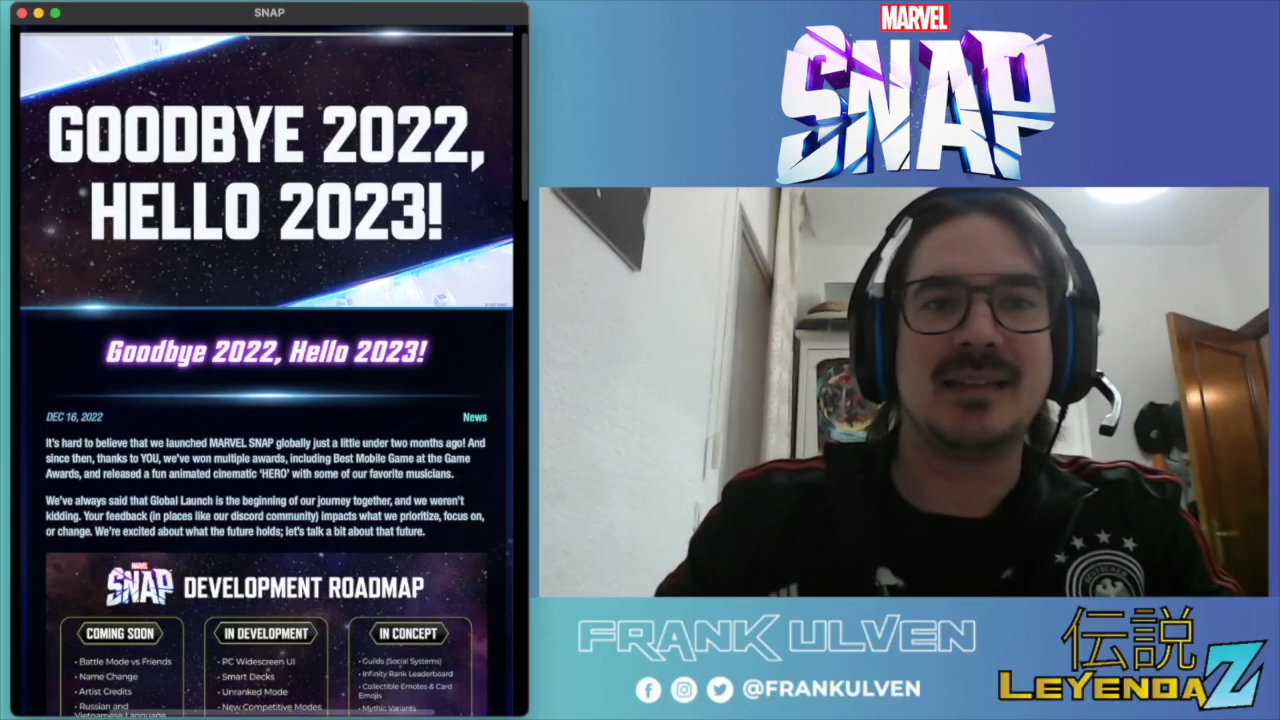 SNAP
GOODBYE 2022,
HELLO 2023!
Goodbye 2022, Hello 2023!
DEC 16, 2022
News
It's hard to believe that we launched MARVEL SNAP globally just a little under two months ago! And
since then, thanks to YOU, we've won multiple awards, including Best Mobile Game at the Game
Awards, and released a fun animated cinematic 'HERO' with some of our favorite musicians.
We've always said that Global Launch is the beginning of our journey together, and we weren't
kidding. Your feedback (in places like our discord community) impacts what we prioritize, focus on,
or change. We're excited about what the future holds; let's talk a bit about that future.
MARVEL
SNAP DEVELOPMENT ROADMAP
COMING SOON
• Battle Mode vs Friends
• Name Change
• Artist Credits
• Russian and
Vietnamese Language
IN DEVELOPMENT
• PC Widescreen UI
• Smart Decks
• Unranked Mode
• New Competitive Modes
IN CONCEPT
• Guilds (Social Systems)
• Infinity Rank Leaderboard
• Collectible Emotes & Card
Emojis
• Mythic Variants
MARVEL
SNAP
FRANK ULVEN
@FRANKULVEN
伝説
LEYENDA Z